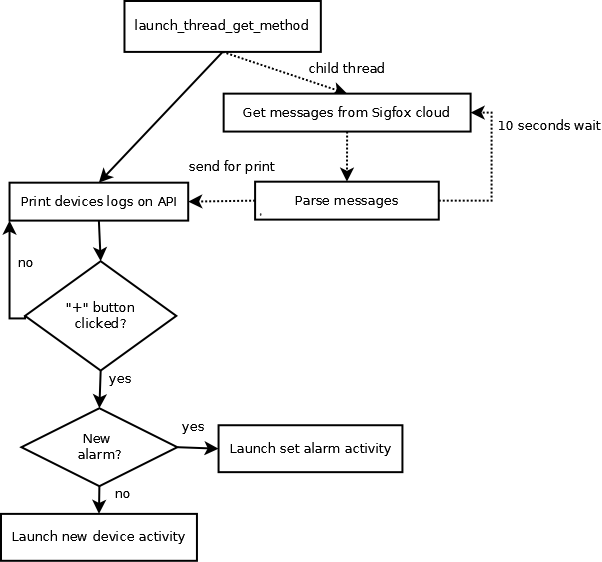 launch_thread_get_method
child thread
Get messages from Sigfox cloud
10 seconds wait
send for print
Print devices logs on API
Parse messages
no
"+" button
clicked?
yes
New
alarm?
yes
Launch set alarm activity
no
Launch new device activity